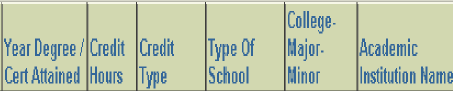 Year Degree / Cert Attained
Credit Hours
Credit Type
Type Of School
College-Major-Minor
Academic Institution Name